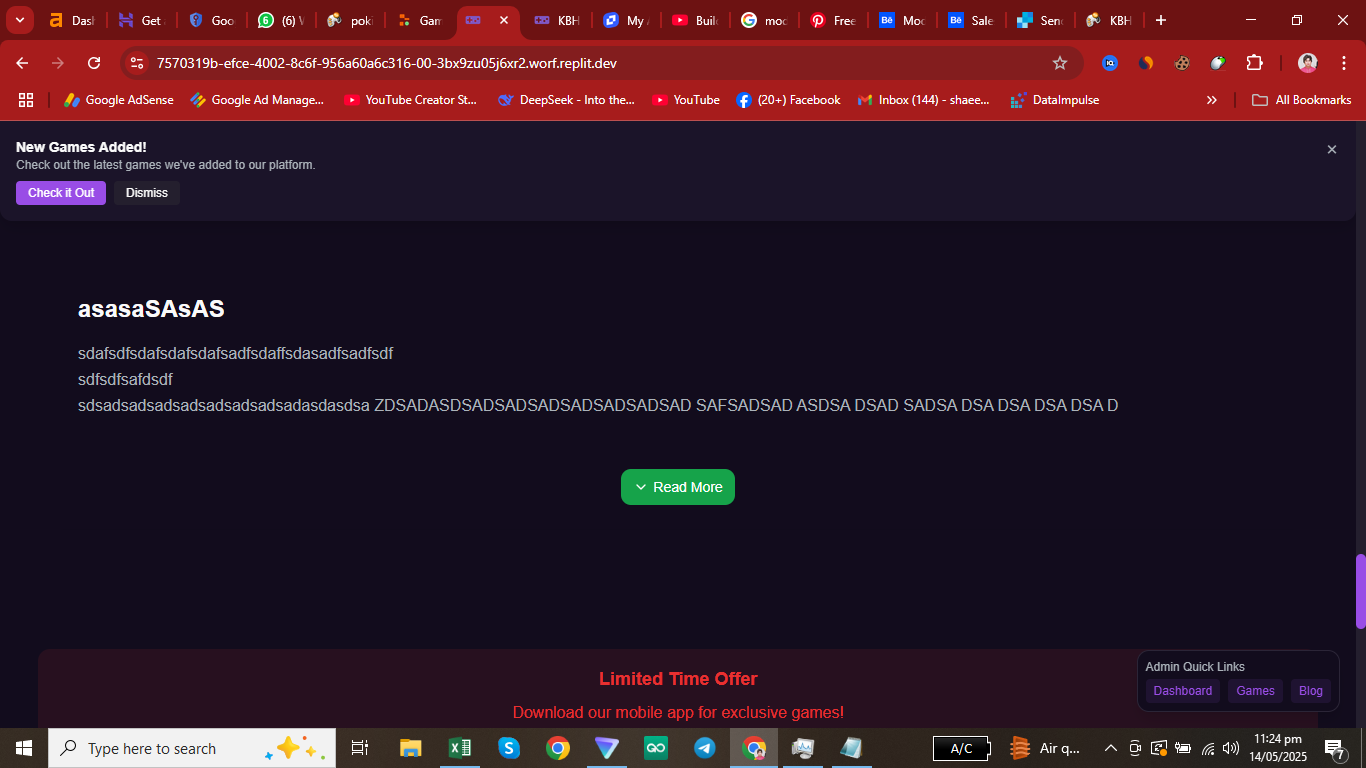 Dash
Get
Goo
6
(6) W
poki
Gam
KBH
My
Buil
mod
Free
Bē
Moc
Bē
Sale
Sen
KBH
7570319b-efce-4002-8c6f-956a60a6c316-00-3bx9zu05j6xr2.worf.replit.dev
Google AdSense
Google Ad Manage...
YouTube Creator St...
DeepSeek - Into the...
YouTube
(20+) Facebook
Inbox (144) - shaee...
DataImpulse
All Bookmarks
New Games Added!
Check out the latest games we've added to our platform.
Check it Out
Dismiss
asasaSAsAS
sdafsdfsdafsdafsdafsadfsdaffsdasadfsadfsdf
sdfsdfsafdsdf
sdsadsadsadsadsadsadsadsadasdasdsa ZDSADASDSADSADSADSADSADSADSAD SAFSADSAD ASDSA DSAD SADSA DSA DSA DSA DSA D
Read More
Limited Time Offer
Download our mobile app for exclusive games!
Admin Quick Links
Dashboard
Games
Blog
Type here to search
A/C
Air q...
11:24 pm
14/05/2025
7